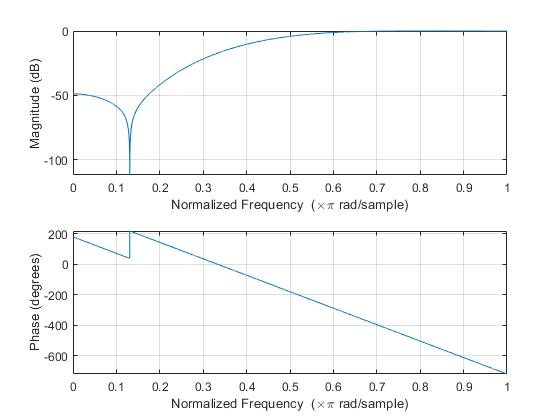 0
-50
-100
Magnitude (dB)
0 0.1 0.2 0.3 0.4 0.5 0.6 0.7 0.8 0.9 1
Normalized Frequency (×π rad/sample)
200
0
-200
-400
-600
Phase (degrees)
0 0.1 0.2 0.3 0.4 0.5 0.6 0.7 0.8 0.9 1
Normalized Frequency (×π rad/sample)